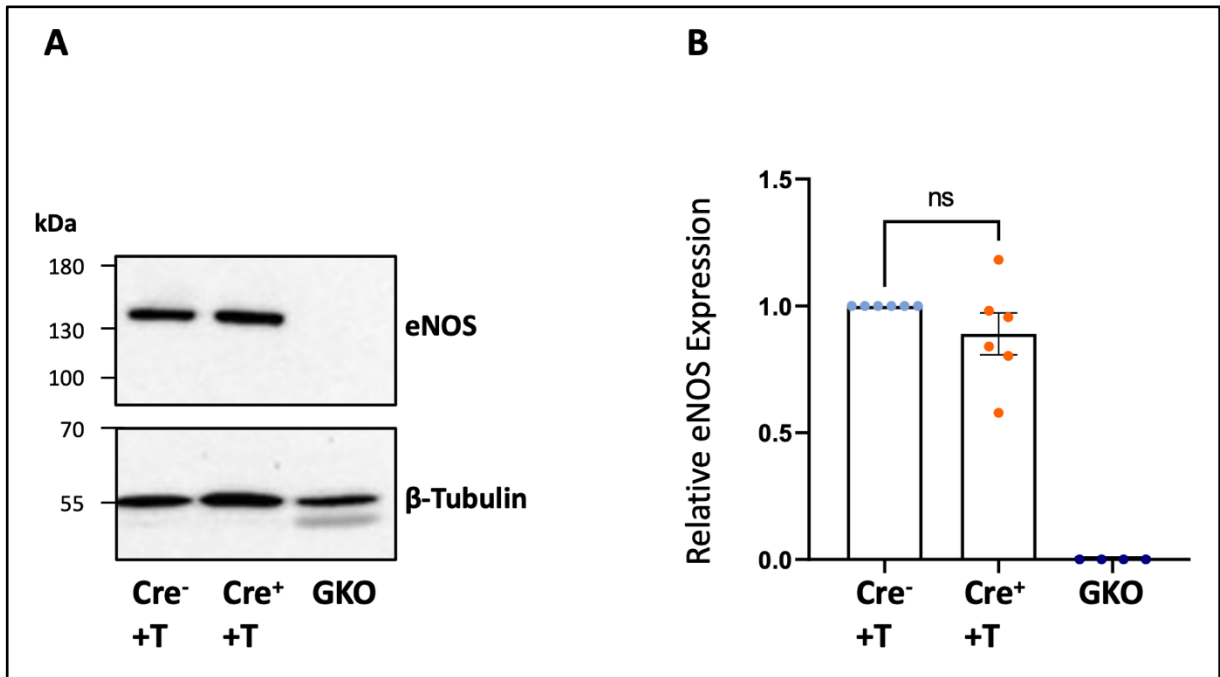 A
kDa
180
130
100
eNOS
70
55
β-Tubulin
Cre⁻ Cre⁺ GKO
+T +T
B
Relative eNOS Expression
1.5
1.0
0.5
0.0
ns
Cre⁻ Cre⁺ GKO
+T +T